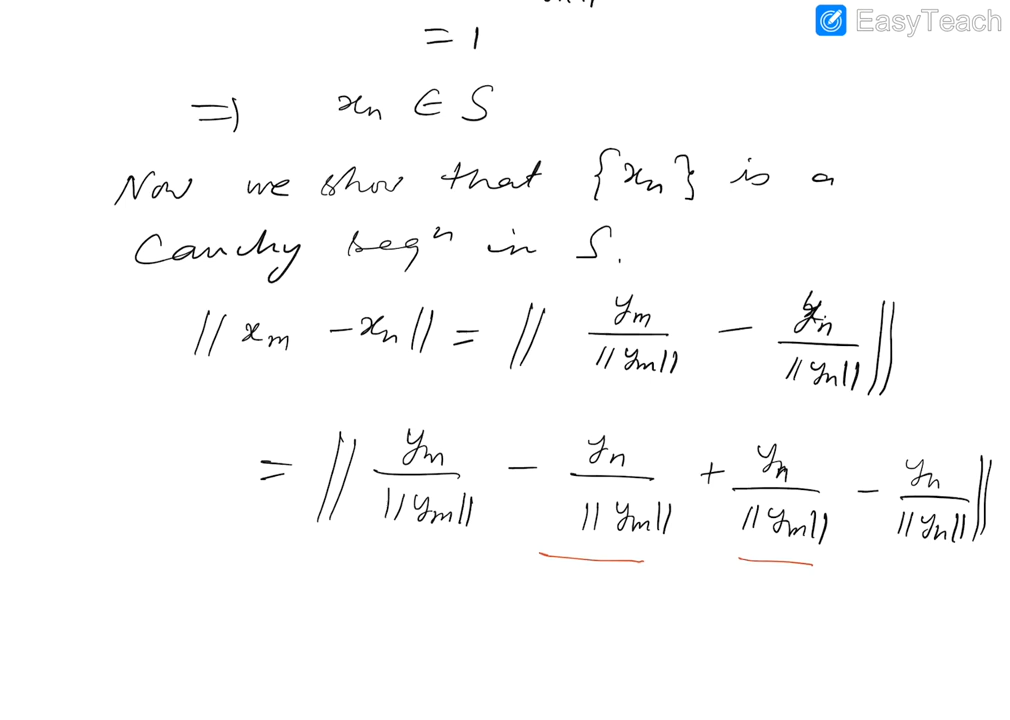 EasyTeach
= 1
⇒ xn ∈ S
Now we show that {xn} is a
Cauchy seqⁿ in S.
|| xm - xn || = || ym / ||ym|| - yn / ||yn|| ||
= || ym / ||ym|| - yn / ||ym|| + yn / ||ym|| - yn / ||yn|| ||